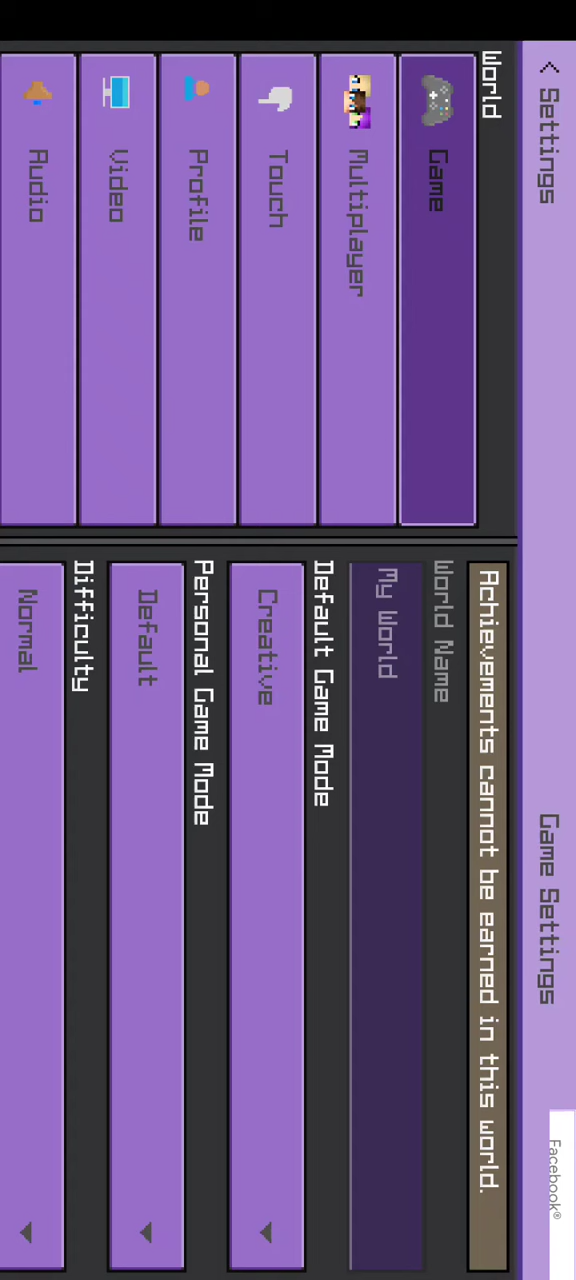 < Settings
Game Settings
Facebook®
World
Game
Multiplayer
Touch
Profile
Video
Audio
Achievements cannot be earned in this world.
World Name
My World
Default Game Mode
Creative
Personal Game Mode
Default
Difficulty
Normal